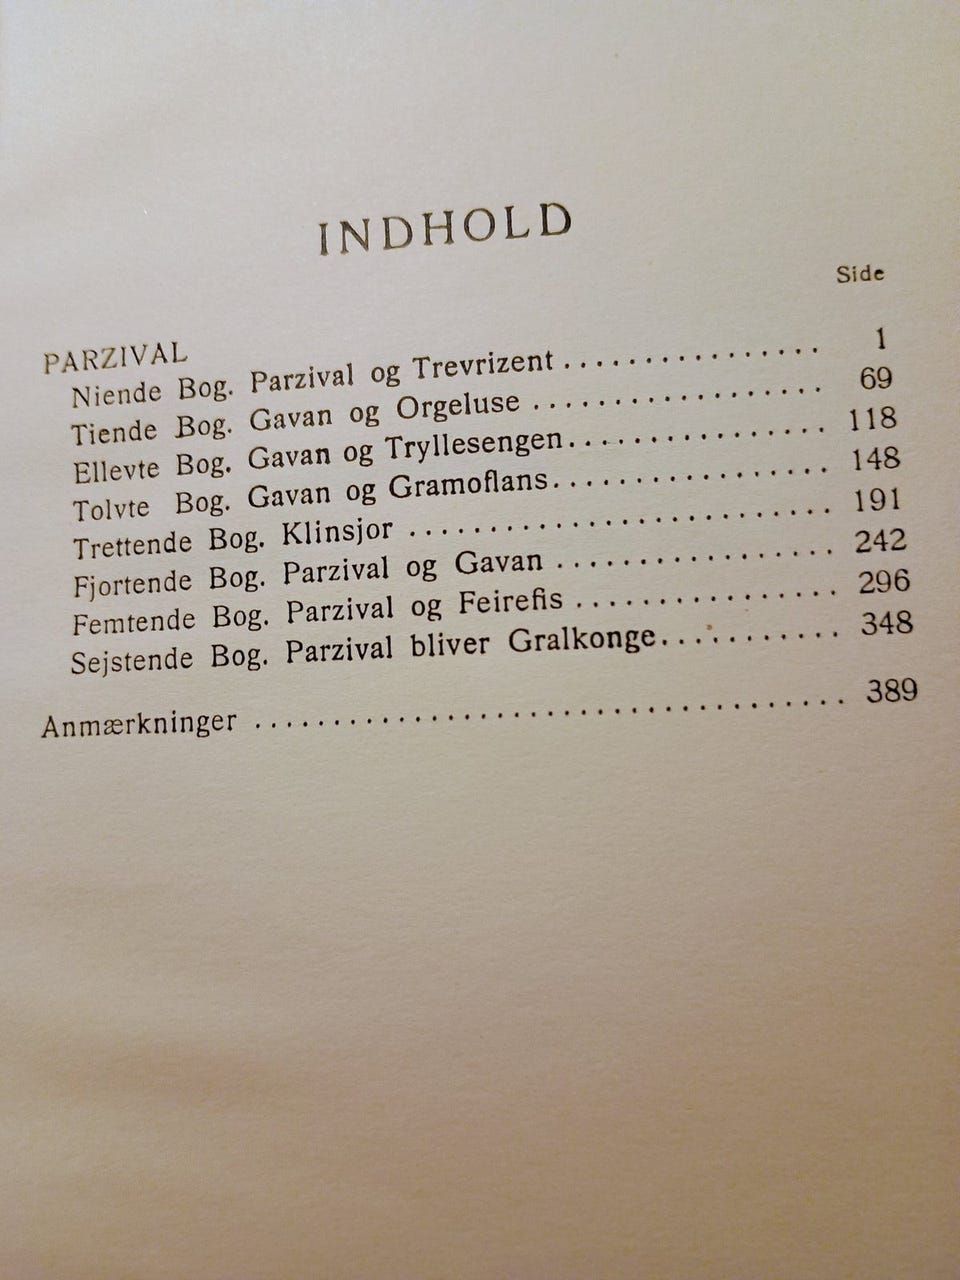 INDHOLD
Side
PARZIVAL
Niende Bog. Parzival og Trevrizent ................ 1
Tiende Bog. Gavan og Orgeluse .................. 69
Ellevte Bog. Gavan og Tryllesengen................ 118
Tolvte Bog. Gavan og Gramoflans.................. 148
Trettende Bog. Klinsjor .......................... 191
Fjortende Bog. Parzival og Gavan ................. 242
Femtende Bog. Parzival og Feirefis ................ 296
Sejstende Bog. Parzival bliver Gralkonge............ 348
Anmærkninger ..................................... 389